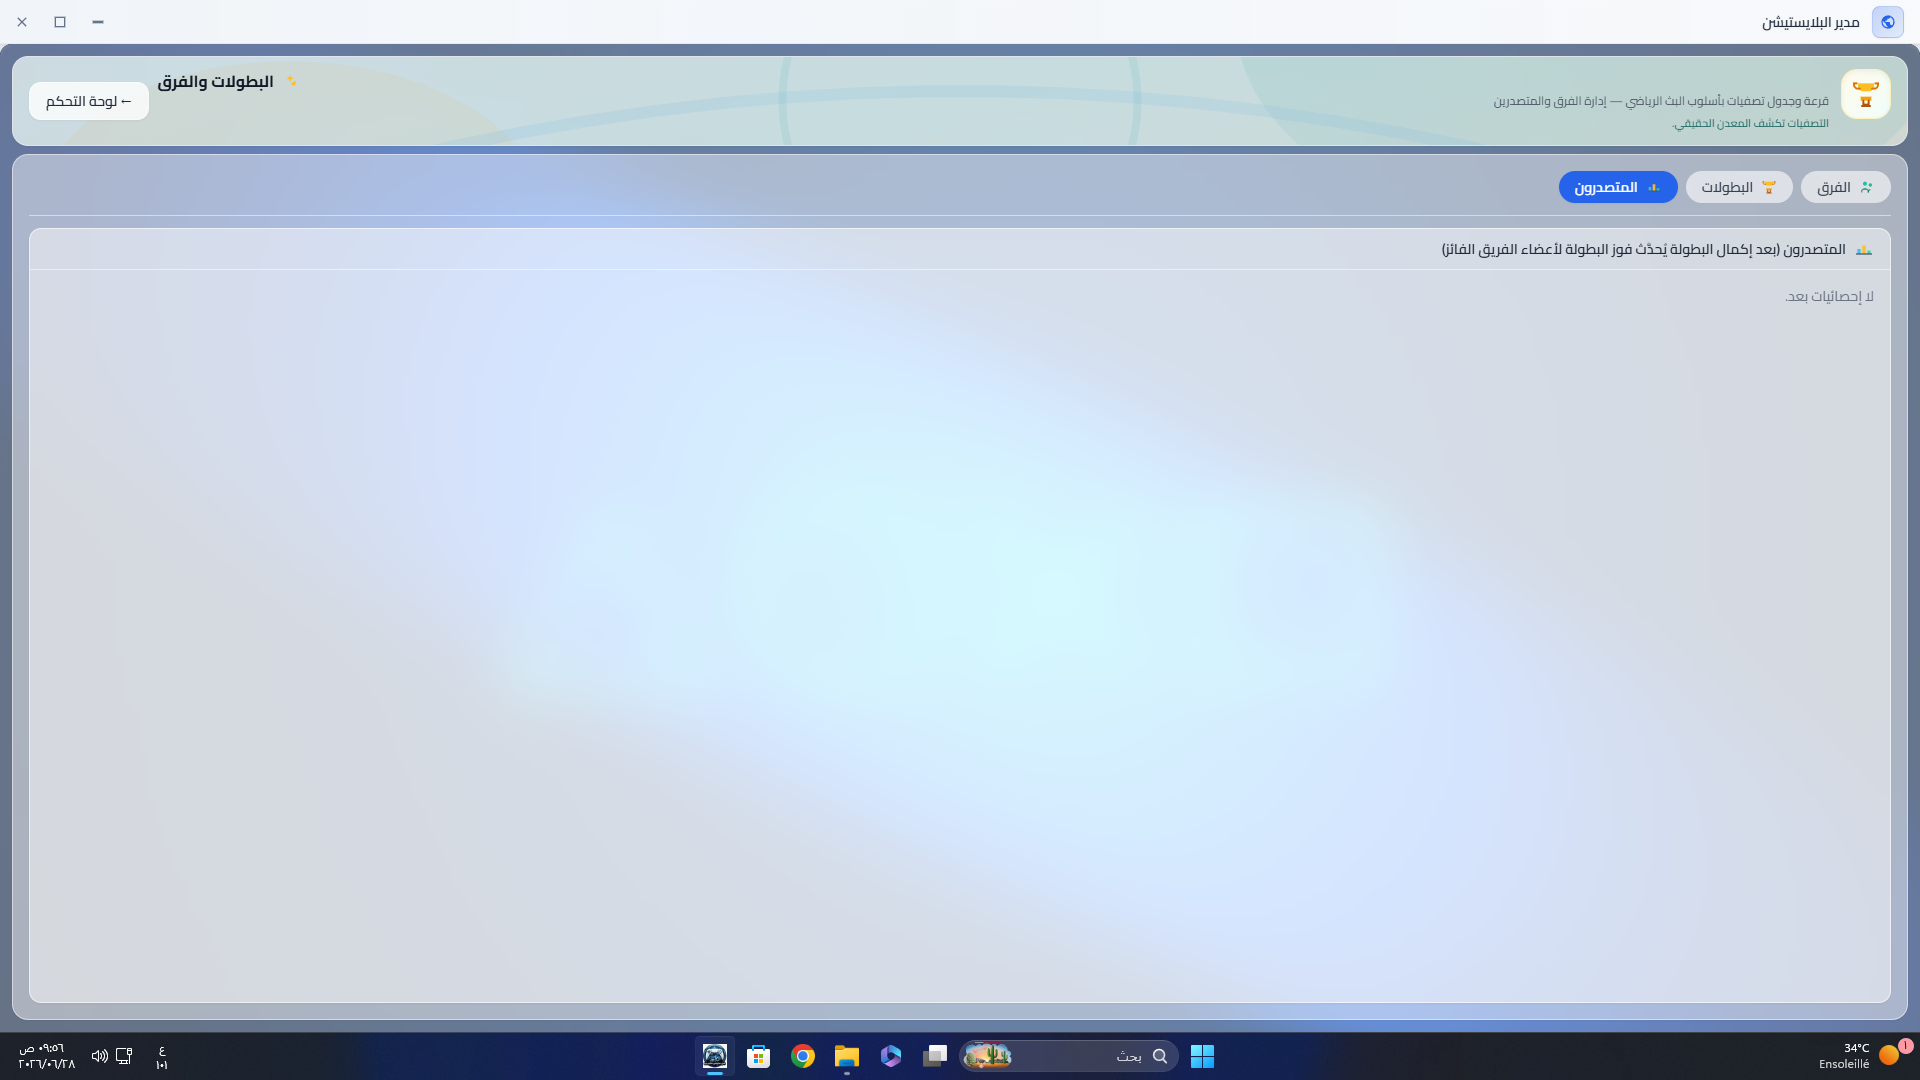 مدير البلايستيشن
البطولات والفرق
قرعة وجدول تصفيات بأسلوب البث الرياضي — إدارة الفرق والمتصدرين
التصفيات تكشف المعدن الحقيقي.
← لوحة التحكم
الفرق
البطولات
المتصدرون
المتصدرون (بعد إكمال البطولة يُحدَّث فوز البطولة لأعضاء الفريق الفائز)
لا إحصائيات بعد.
١
34°C
Ensoleillé
بحث
ع
١٠١
٠٩:٥٦ ص
٢٠٢٦/٠٦/٢٨